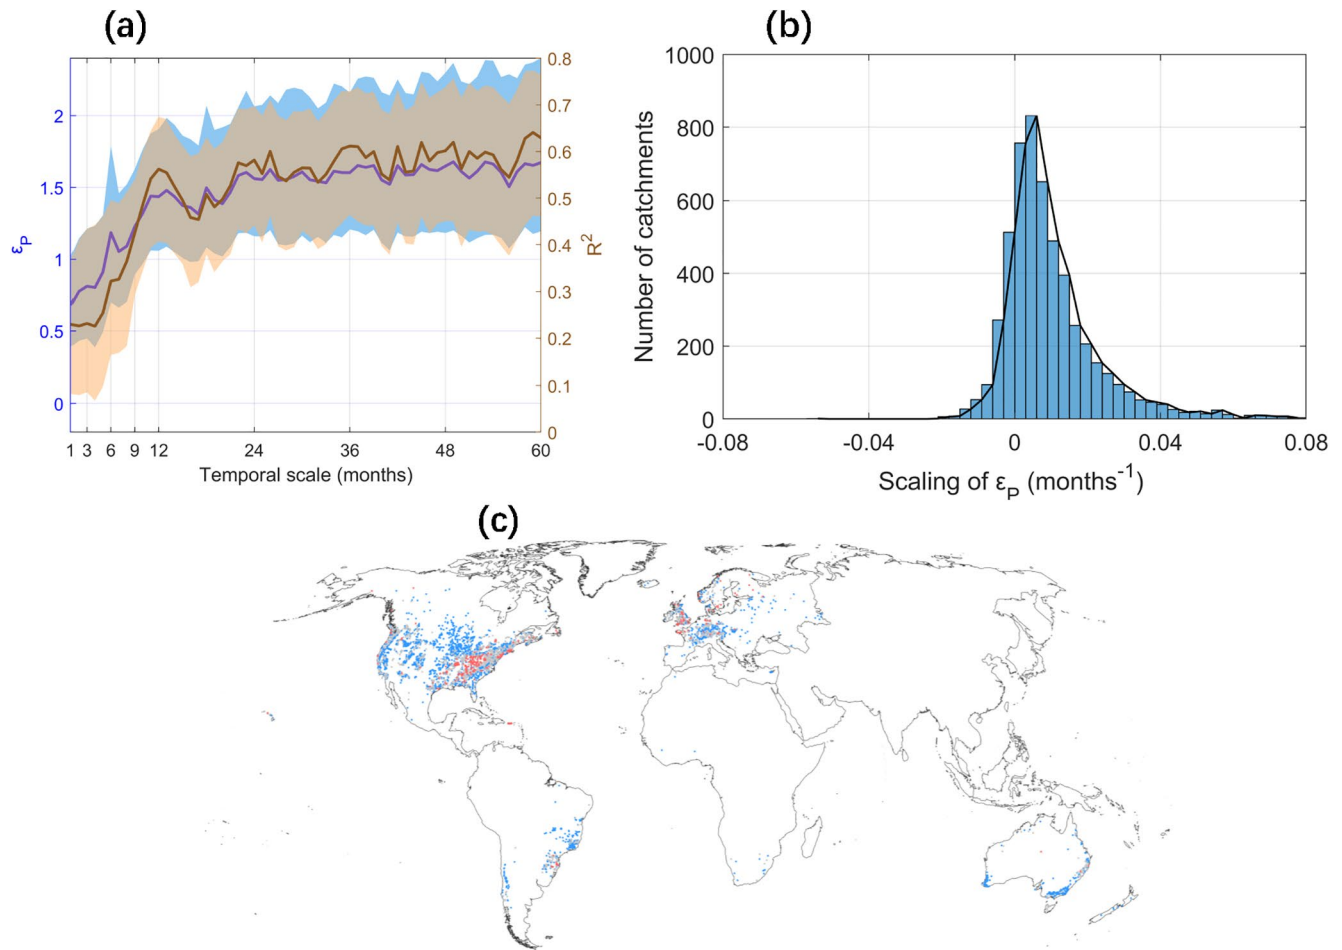 (a)
0.8
0.7
2
0.6
1.5
0.5
εP
1
0.4
R²
0.3
0.5
0.2
0.1
0
0
1 3 6 9 12 24 36 48 60
Temporal scale (months)
(b)
1000
800
600
400
200
0
Number of catchments
-0.08 -0.04 0 0.04 0.08
Scaling of εP (months⁻¹)
(c)